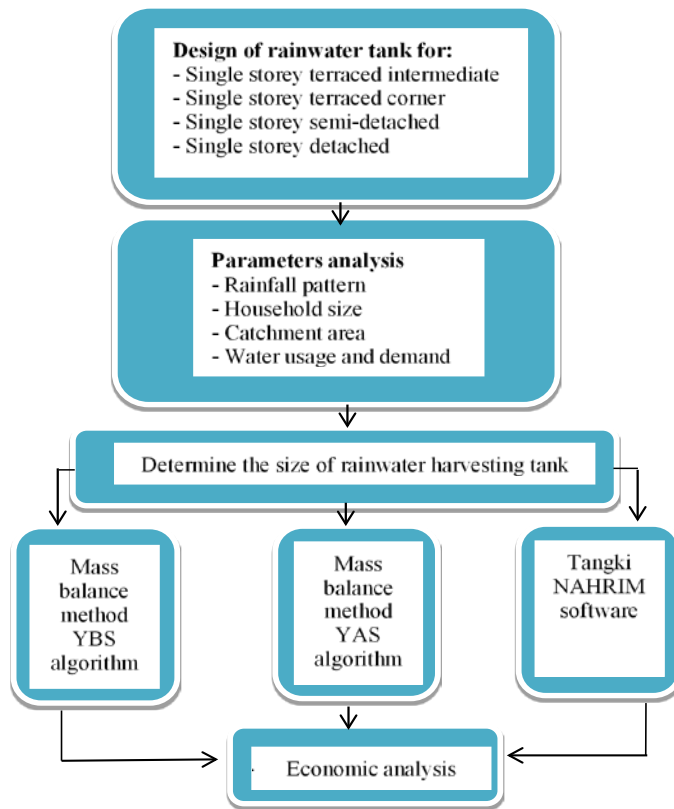 Design of rainwater tank for:
- Single storey terraced intermediate
- Single storey terraced corner
- Single storey semi-detached
- Single storey detached
Parameters analysis
- Rainfall pattern
- Household size
- Catchment area
- Water usage and demand
Determine the size of rainwater harvesting tank
Mass
balance
method
YBS
algorithm
Mass
balance
method
YAS
algorithm
Tangki
NAHRIM
software
- Economic analysis